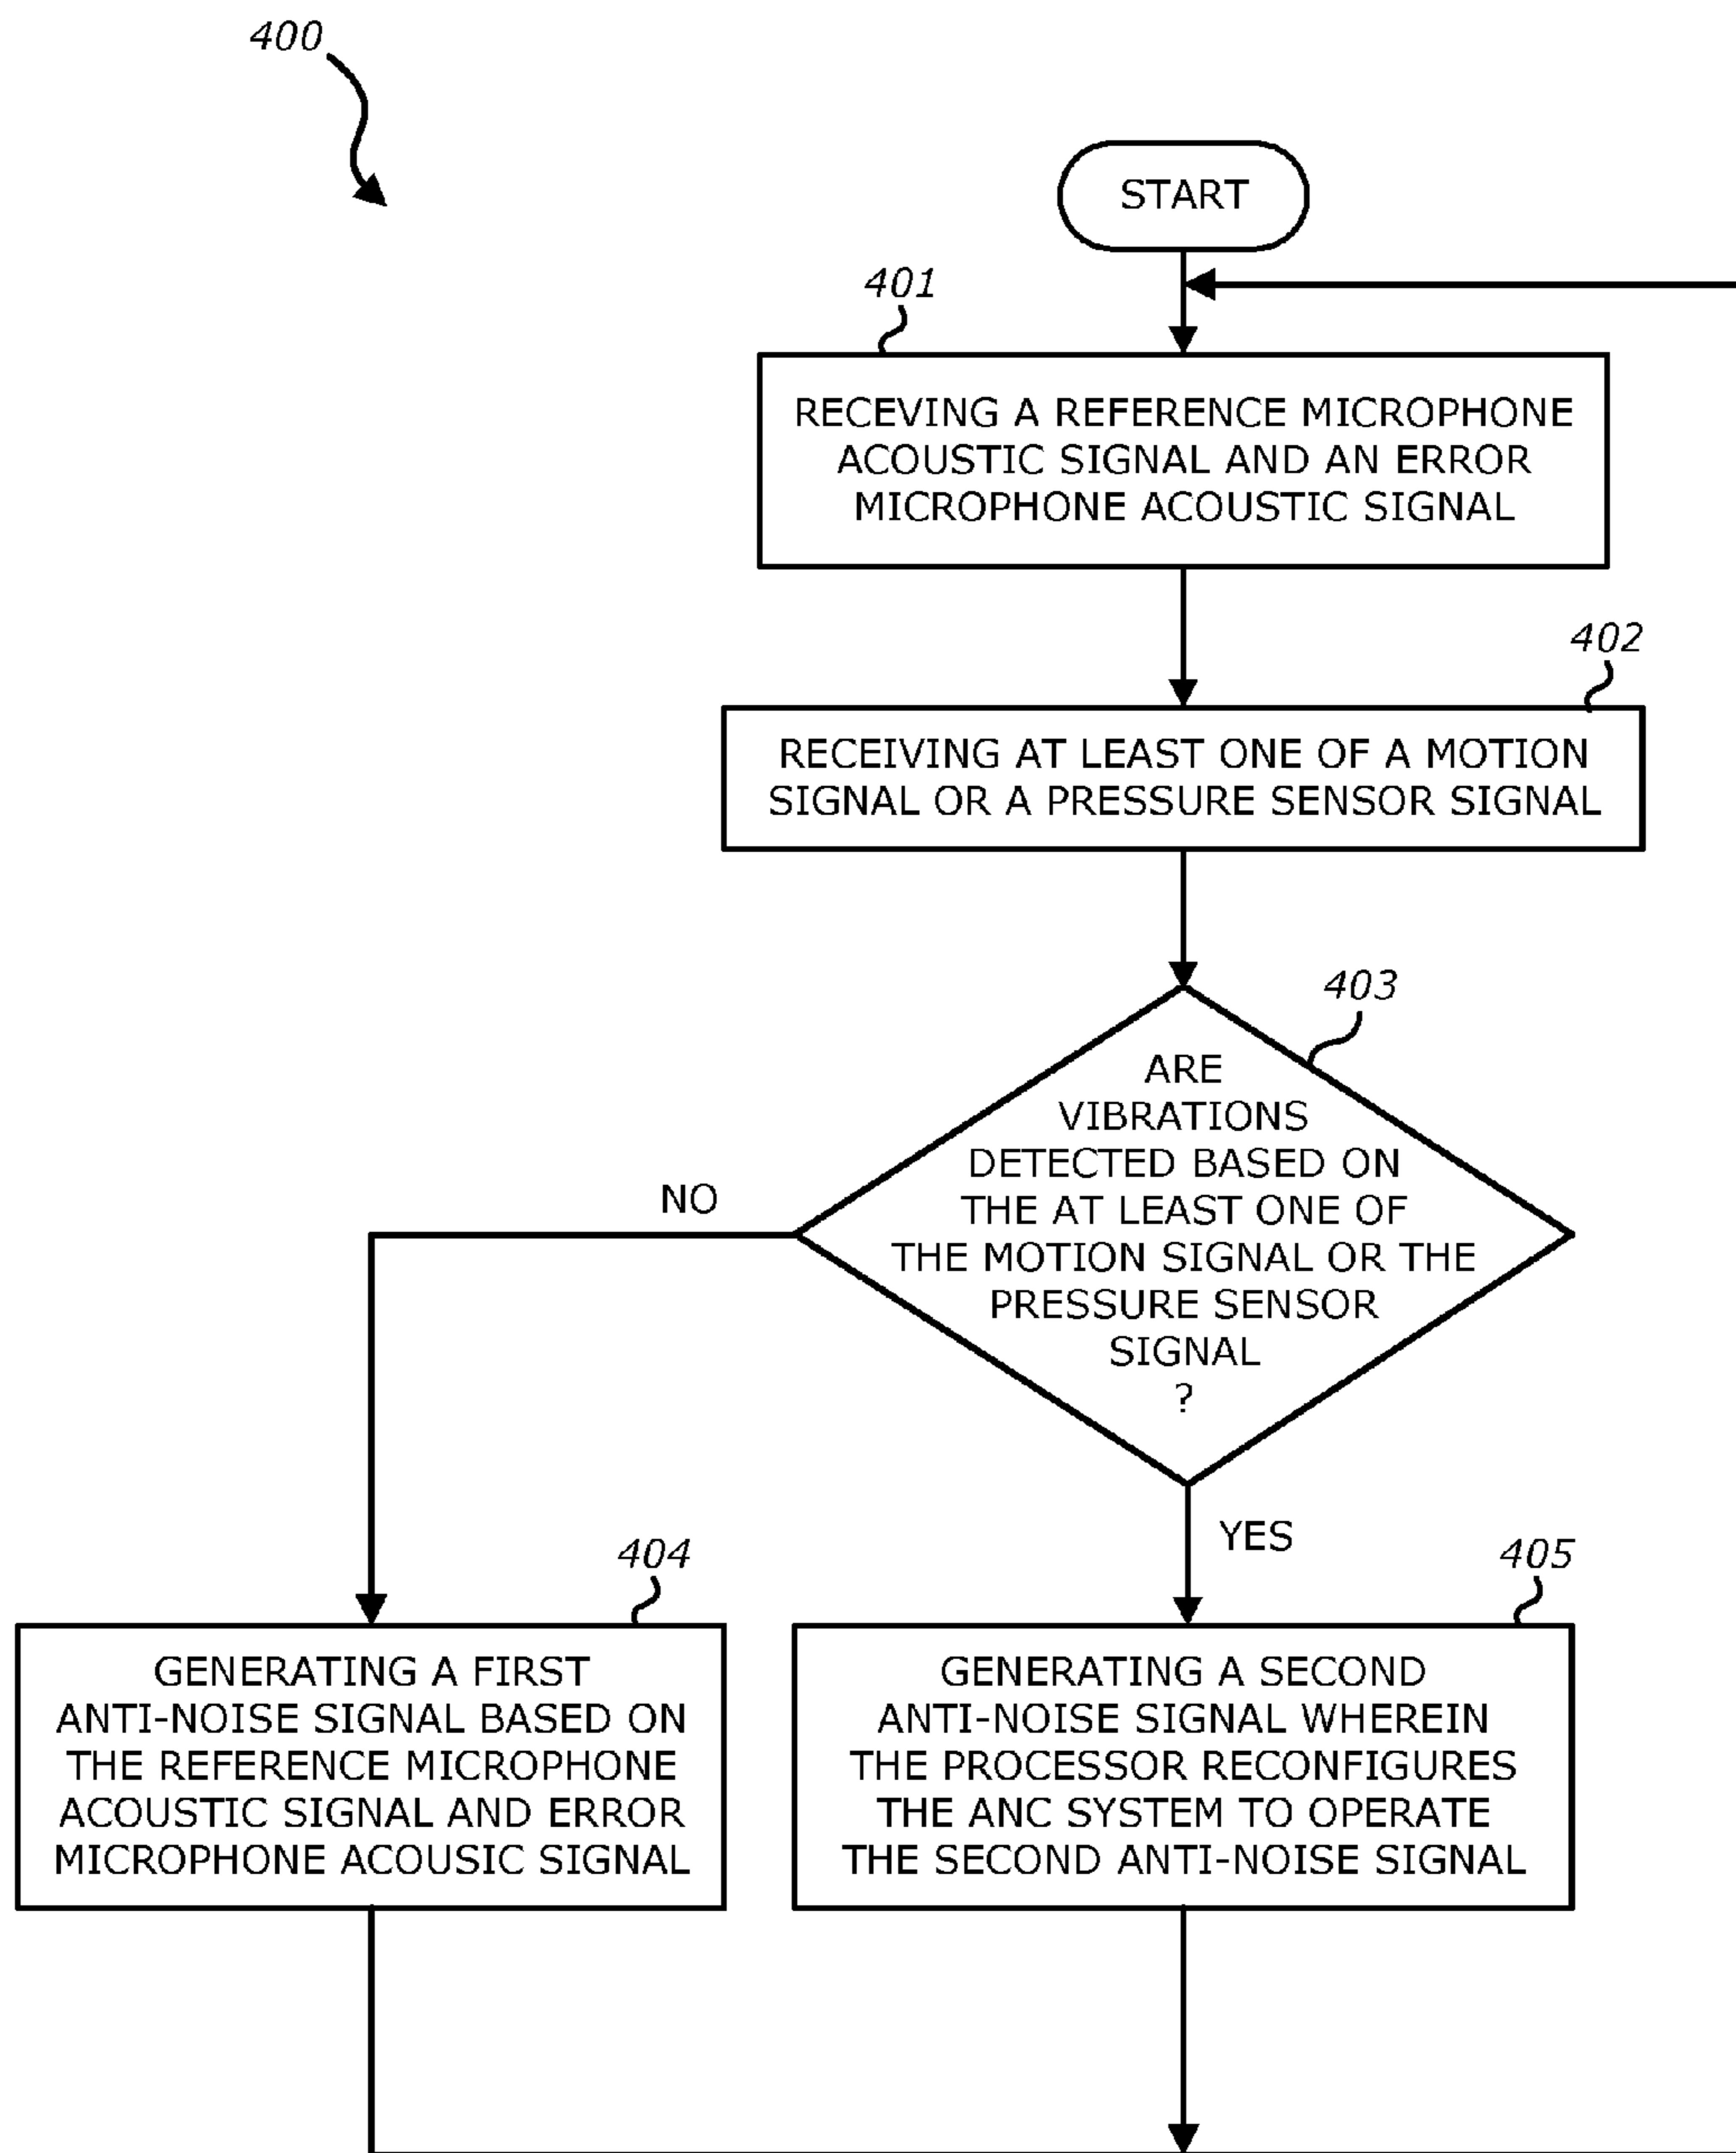 400
START
401
RECEVING A REFERENCE MICROPHONE
ACOUSTIC SIGNAL AND AN ERROR
MICROPHONE ACOUSTIC SIGNAL
402
RECEIVING AT LEAST ONE OF A MOTION
SIGNAL OR A PRESSURE SENSOR SIGNAL
403
ARE
VIBRATIONS
DETECTED BASED ON
THE AT LEAST ONE OF
THE MOTION SIGNAL OR THE
PRESSURE SENSOR
SIGNAL
?
NO
YES
404
GENERATING A FIRST
ANTI-NOISE SIGNAL BASED ON
THE REFERENCE MICROPHONE
ACOUSTIC SIGNAL AND ERROR
MICROPHONE ACOUSIC SIGNAL
405
GENERATING A SECOND
ANTI-NOISE SIGNAL WHEREIN
THE PROCESSOR RECONFIGURES
THE ANC SYSTEM TO OPERATE
THE SECOND ANTI-NOISE SIGNAL